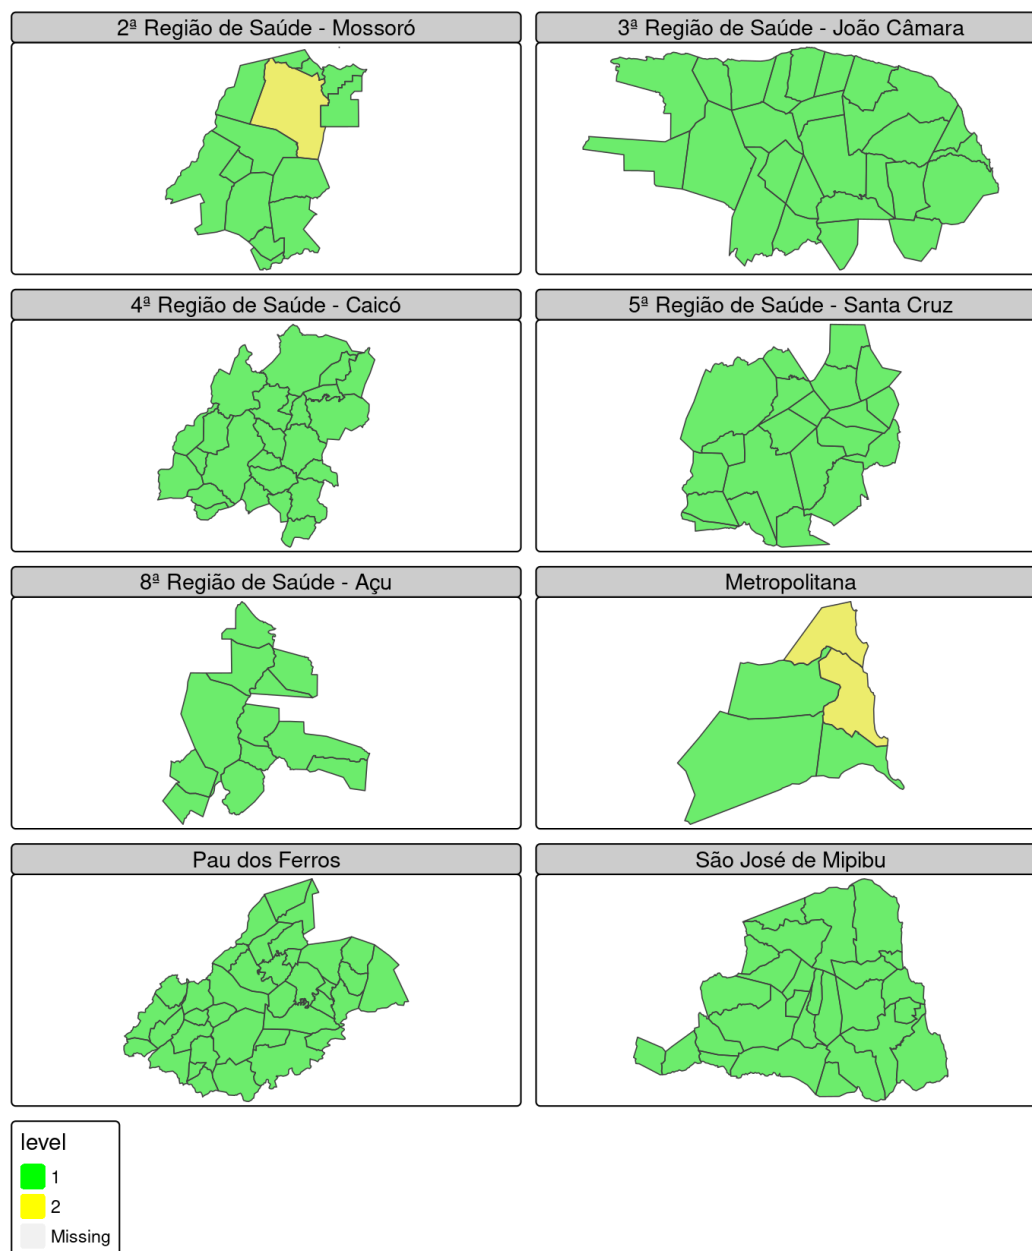 2ª Região de Saúde - Mossoró
3ª Região de Saúde - João Câmara
4ª Região de Saúde - Caicó
5ª Região de Saúde - Santa Cruz
8ª Região de Saúde - Açu
Metropolitana
Pau dos Ferros
São José de Mipibu
level
1
2
Missing